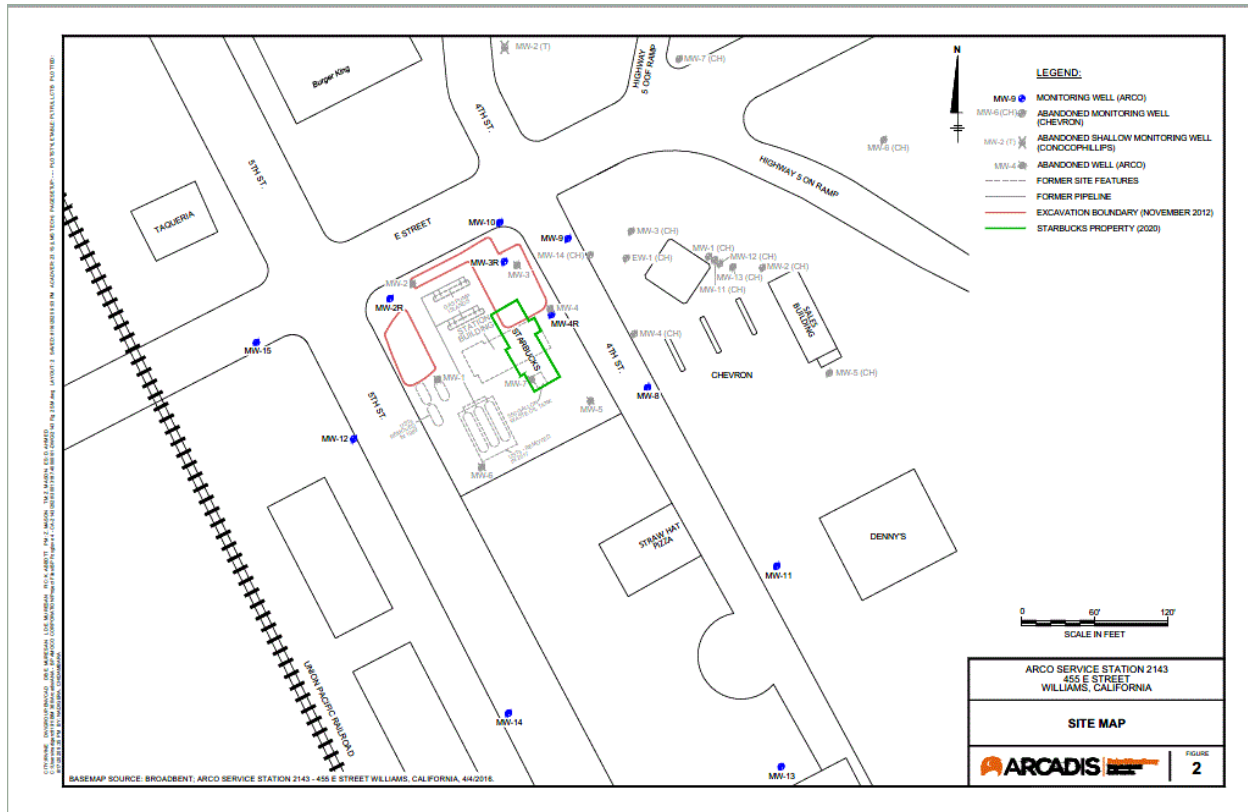 MW-2 (T)
MW-7 (CH)
Burger King
HIGHWAY
5 OOF RAMP
4TH ST.
N
LEGEND:
MW-9 MONITORING WELL (ARCO)
MW-6 (CH) ABANDONED MONITORING WELL
(CHEVRON)
MW-2 (T) ABANDONED SHALLOW MONITORING WELL
(CONOCOPHILLIPS)
MW-4 ABANDONED WELL (ARCO)
FORMER SITE FEATURES
FORMER PIPELINE
EXCAVATION BOUNDARY (NOVEMBER 2012)
STARBUCKS PROPERTY (2020)
MW-6 (CH)
5TH ST.
HIGHWAY 5 ON RAMP
TAQUERIA
E STREET
MW-10
MW-9
MW-3 (CH)
MW-14 (CH)
EW-1 (CH)
MW-1 (CH)
MW-12 (CH)
MW-2 (CH)
MW-13 (CH)
MW-11 (CH)
MW-3R
MW-3
MW-2
MW-2R
GAS PUMP
ISLANDS
MW-4
MW-4R
STATION
BUILDING
STARBUCKS
SALES
BUILDING
MW-15
MW-4 (CH)
4TH ST.
CHEVRON
MW-5 (CH)
MW-1
MW-7
MW-8
5TH ST.
MW-5
WASTE OIL TANK
MW-12
MW-6
STRAW HAT
PIZZA
DENNY'S
MW-11
0 60' 120'
SCALE IN FEET
UNION PACIFIC RAILROAD
MW-14
MW-13
ARCO SERVICE STATION 2143
455 E STREET
WILLIAMS, CALIFORNIA
SITE MAP
ARCADIS
FIGURE
2
BASEMAP SOURCE: BROADBENT; ARCO SERVICE STATION 2143 - 455 E STREET WILLIAMS, CALIFORNIA, 4/4/2016.